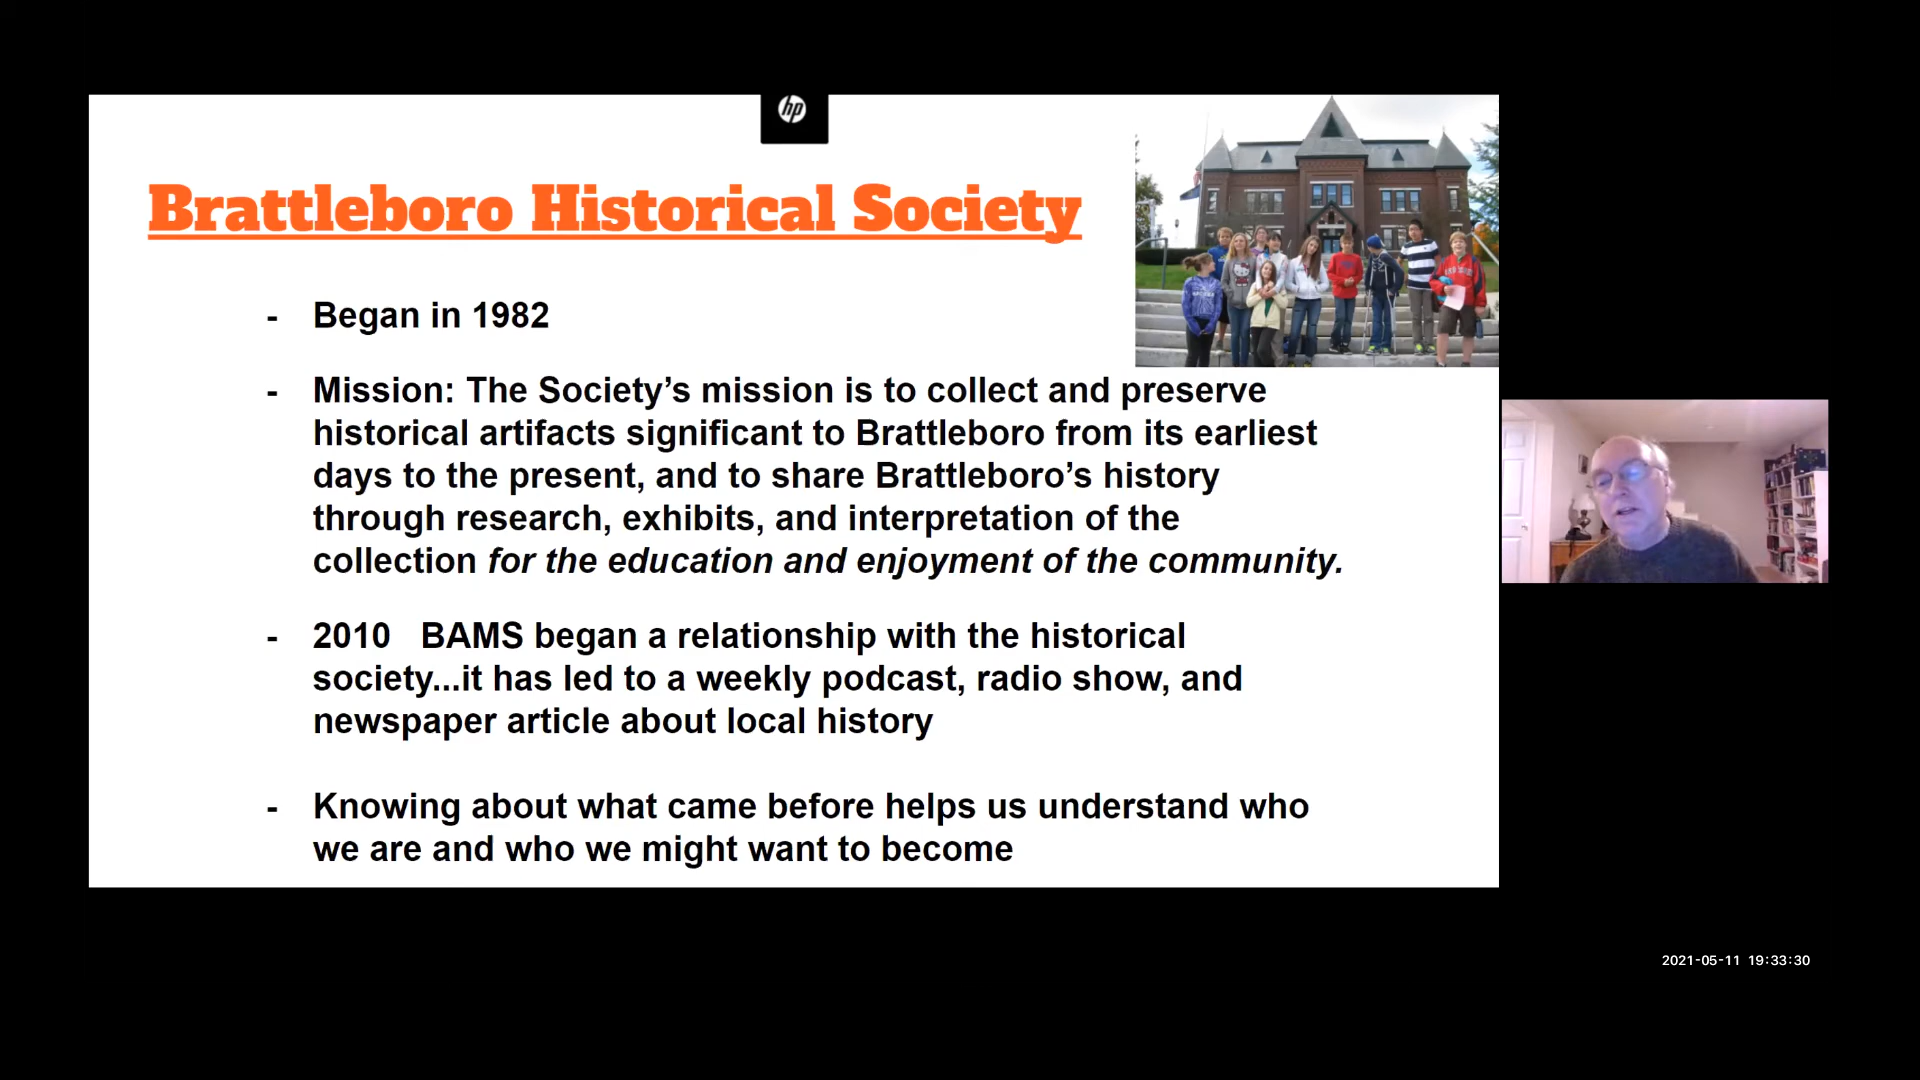 hp
Brattleboro Historical Society
- Began in 1982
- Mission: The Society’s mission is to collect and preserve
historical artifacts significant to Brattleboro from its earliest
days to the present, and to share Brattleboro’s history
through research, exhibits, and interpretation of the
collection for the education and enjoyment of the community.
- 2010 BAMS began a relationship with the historical
society...it has led to a weekly podcast, radio show, and
newspaper article about local history
- Knowing about what came before helps us understand who
we are and who we might want to become
2021-05-11 19:33:30